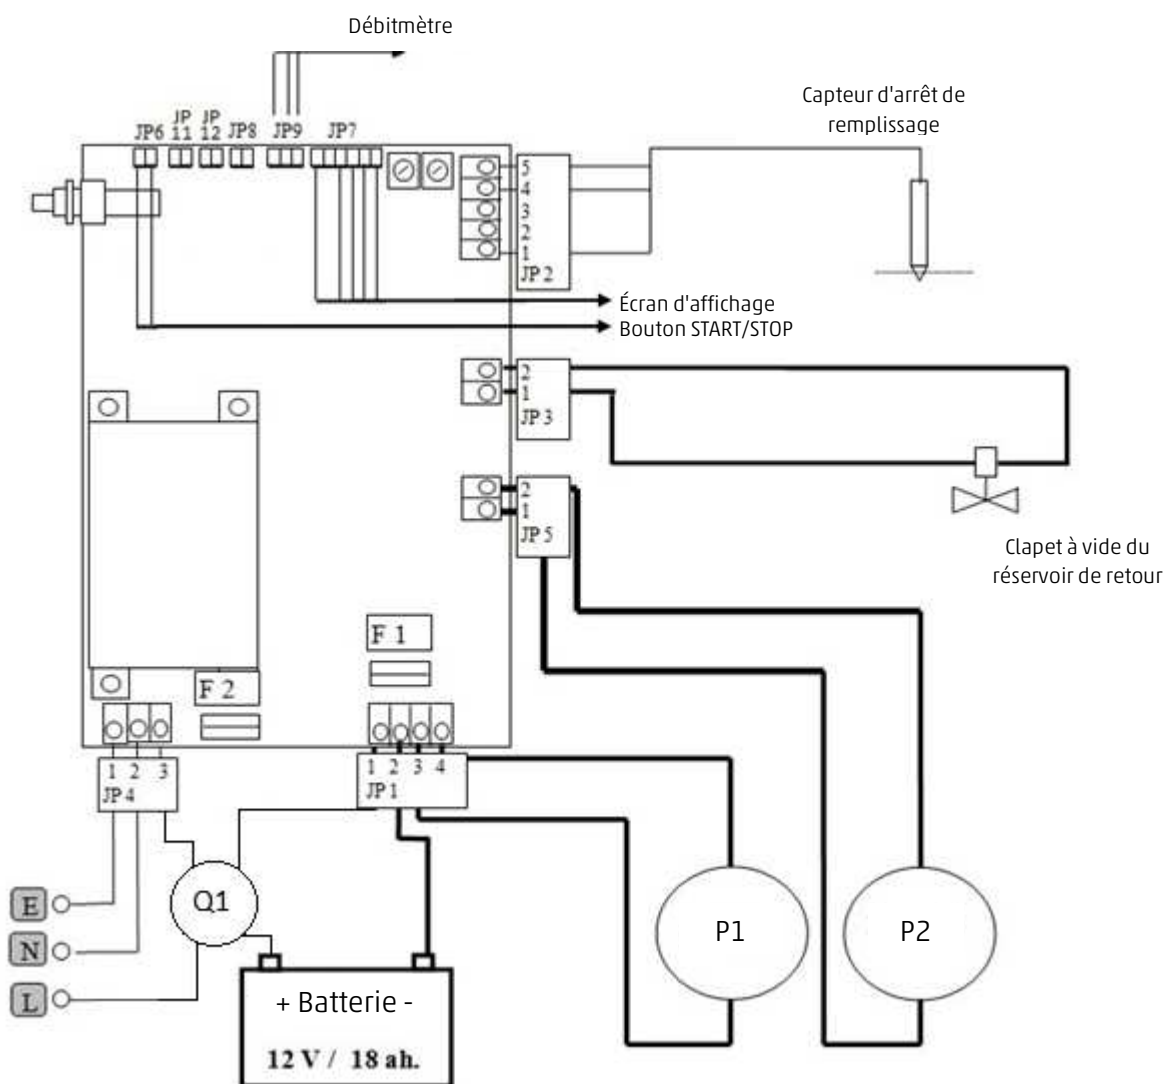 Débitmètre
Capteur d'arrêt de
remplissage
JP6
JP
11
JP
12
JP8
JP9
JP7
5
4
3
2
1
JP 2
Écran d'affichage
Bouton START/STOP
2
1
JP 3
2
1
JP 5
Clapet à vide du
réservoir de retour
F 1
F 2
1 2 3
JP 4
1 2 3 4
JP 1
E
N
L
Q1
P1
P2
+ Batterie -
12 V / 18 ah.